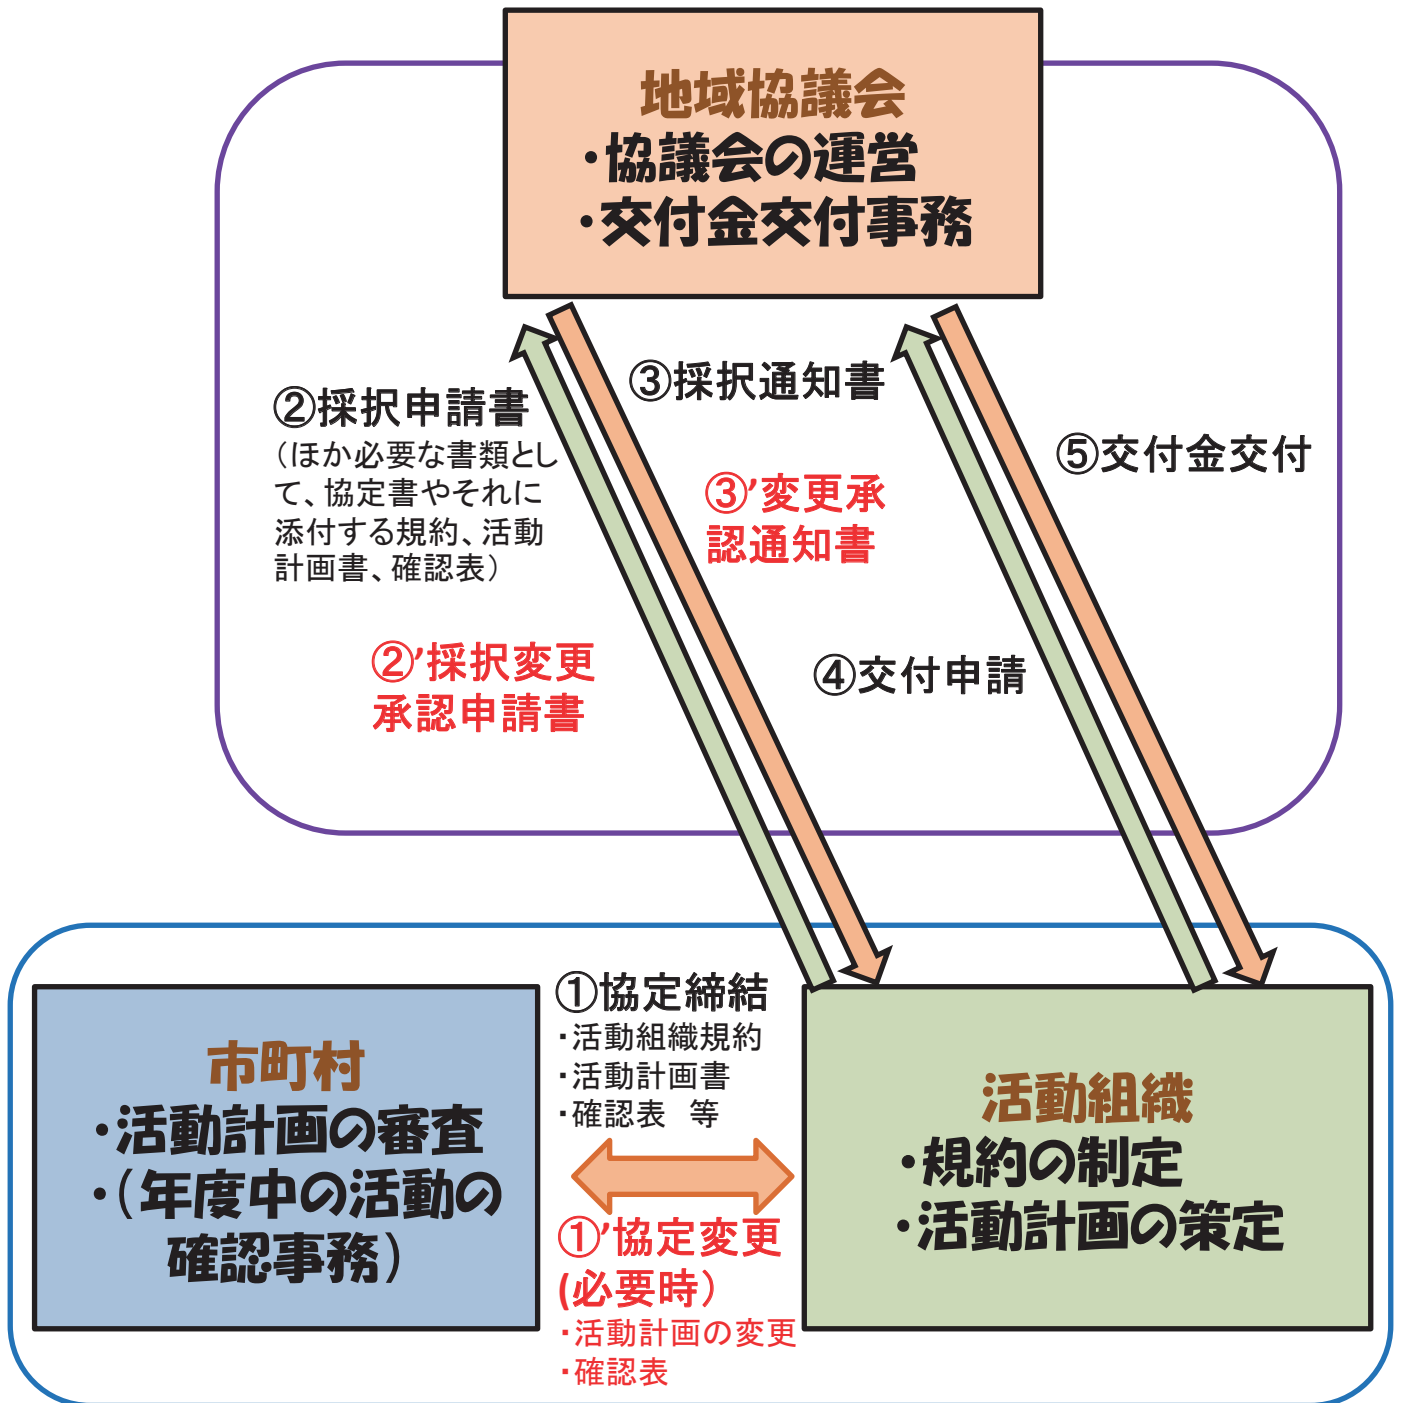 地域協議会
・協議会の運営
・交付金交付事務
③採択通知書
②採択申請書
（ほか必要な書類とし
て、協定書やそれに
添付する規約、活動
計画書、確認表）
⑤交付金交付
③’変更承
認通知書
②’採択変更
承認申請書
④交付申請
①協定締結
・活動組織規約
・活動計画書
・確認表　等
市町村
・活動計画の審査
・（年度中の活動の
確認事務）
活動組織
・規約の制定
・活動計画の策定
①’協定変更
(必要時）
・活動計画の変更
・確認表